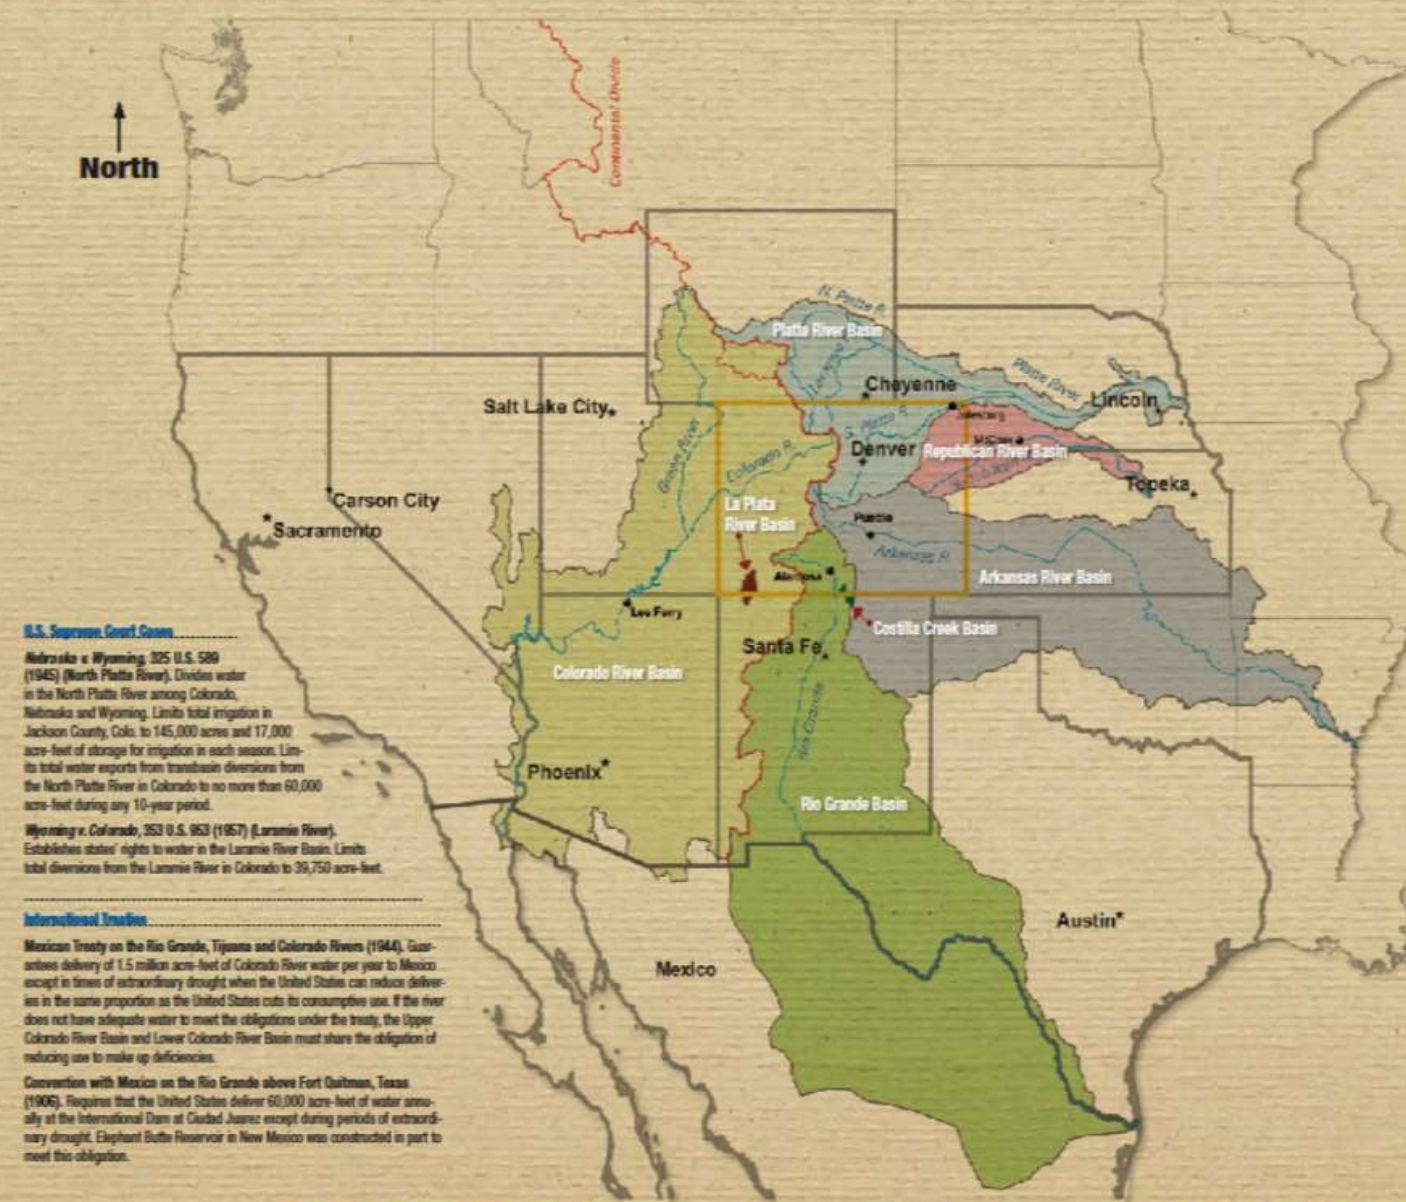 North
Continental Divide
N. Platte R.
Platte River Basin
Laramie R.
Platte River
Cheyenne
Lincoln
Salt Lake City
Julesburg
S. Platte R.
Green River
Colorado R.
Denver
McCook
Republican River Basin
Topeka
Carson City
La Plata
River Basin
Sacramento
Pueblo
Arkansas R.
Alamosa
Arkansas River Basin
Lee Ferry
Costilla Creek Basin
Santa Fe
Colorado River Basin
Rio Grande
Phoenix
Rio Grande Basin
Austin
Mexico
U.S. Supreme Court Cases
Nebraska v. Wyoming, 325 U.S. 589
(1945) (North Platte River). Divides water
in the North Platte River among Colorado,
Nebraska and Wyoming. Limits total irrigation in
Jackson County, Colo. to 145,000 acres and 17,000
acre-feet of storage for irrigation in each season. Lim-
its total water exports from transbasin diversions from
the North Platte River in Colorado to no more than 60,000
acre-feet during any 10-year period.
Wyoming v. Colorado, 353 U.S. 953 (1957) (Laramie River).
Establishes states' rights to water in the Laramie River Basin. Limits
total diversions from the Laramie River in Colorado to 39,750 acre-feet.
International Treaties
Mexican Treaty on the Rio Grande, Tijuana and Colorado Rivers (1944). Guar-
antees delivery of 1.5 million acre-feet of Colorado River water per year to Mexico
except in times of extraordinary drought when the United States can reduce deliver-
ies in the same proportion as the United States cuts its consumptive use. If the river
does not have adequate water to meet the obligations under the treaty, the Upper
Colorado River Basin and Lower Colorado River Basin must share the obligation of
reducing use to make up deficiencies.
Convention with Mexico on the Rio Grande above Fort Quitman, Texas
(1906). Requires that the United States deliver 60,000 acre-feet of water annu-
ally at the International Dam at Ciudad Juarez except during periods of extraordi-
nary drought. Elephant Butte Reservoir in New Mexico was constructed in part to
meet this obligation.